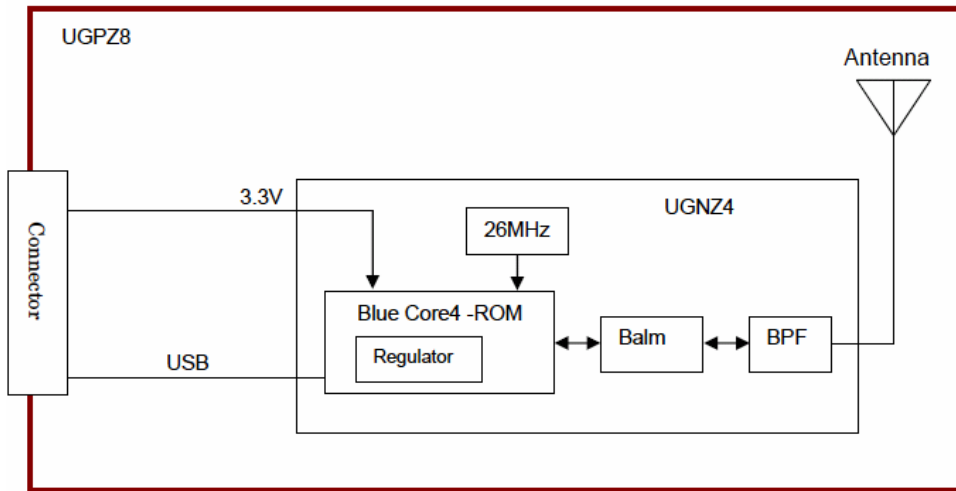 UGPZ8
Antenna
Connector
3.3V
UGNZ4
26MHz
Blue Core4 -ROM
Regulator
Balm
BPF
USB